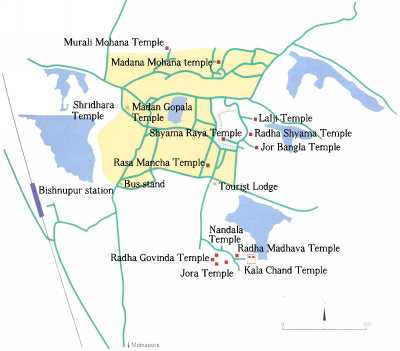 Murali Mohana Temple
Madana Mohana temple
Shridhara
Temple
Madan Gopala
Temple
Lalji Temple
Shyama Raya Temple
Radha Shyama Temple
Jor Bangla Temple
Rasa Mancha Temple
Bus stand
Tourist Lodge
Bishnupur station
Nandala
Temple
Radha Madhava Temple
Radha Govinda Temple
Kala Chand Temple
Jora Temple
0
Midnapore